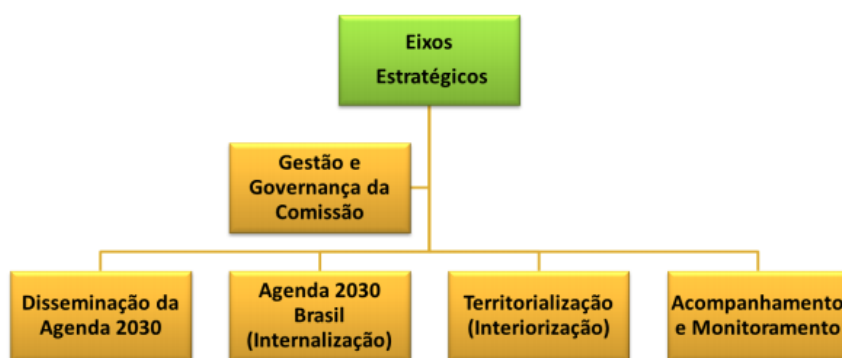 Eixos
Estratégicos
Gestão e
Governança da
Comissão
Disseminação da
Agenda 2030
Agenda 2030
Brasil
(Internalização)
Territorialização
(Interiorização)
Acompanhamento
e Monitoramento